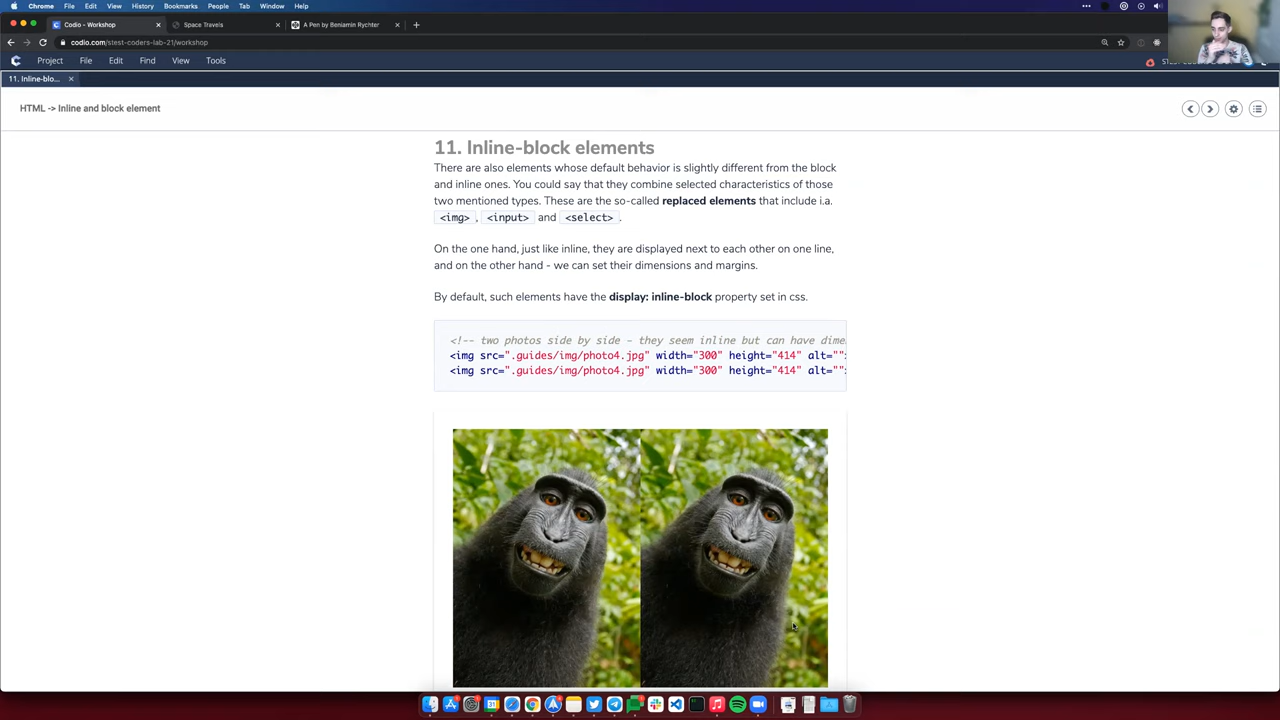 Chrome File Edit View History Bookmarks People Tab Window Help
Codio - Workshop
Space Travels
A Pen by Beniamin Rychter
codio.com/stest-coders-lab-21/workshop
Project File Edit Find View Tools
11. Inline-blo...
HTML -> Inline and block element
11. Inline-block elements
There are also elements whose default behavior is slightly different from the block
and inline ones. You could say that they combine selected characteristics of those
two mentioned types. These are the so-called replaced elements that include i.a.
<img> , <input> and <select>.
On the one hand, just like inline, they are displayed next to each other on one line,
and on the other hand - we can set their dimensions and margins.
By default, such elements have the display: inline-block property set in css.
<!-- two photos side by side - they seem inline but can have dime
<img src=".guides/img/photo4.jpg" width="300" height="414" alt="">
<img src=".guides/img/photo4.jpg" width="300" height="414" alt="">